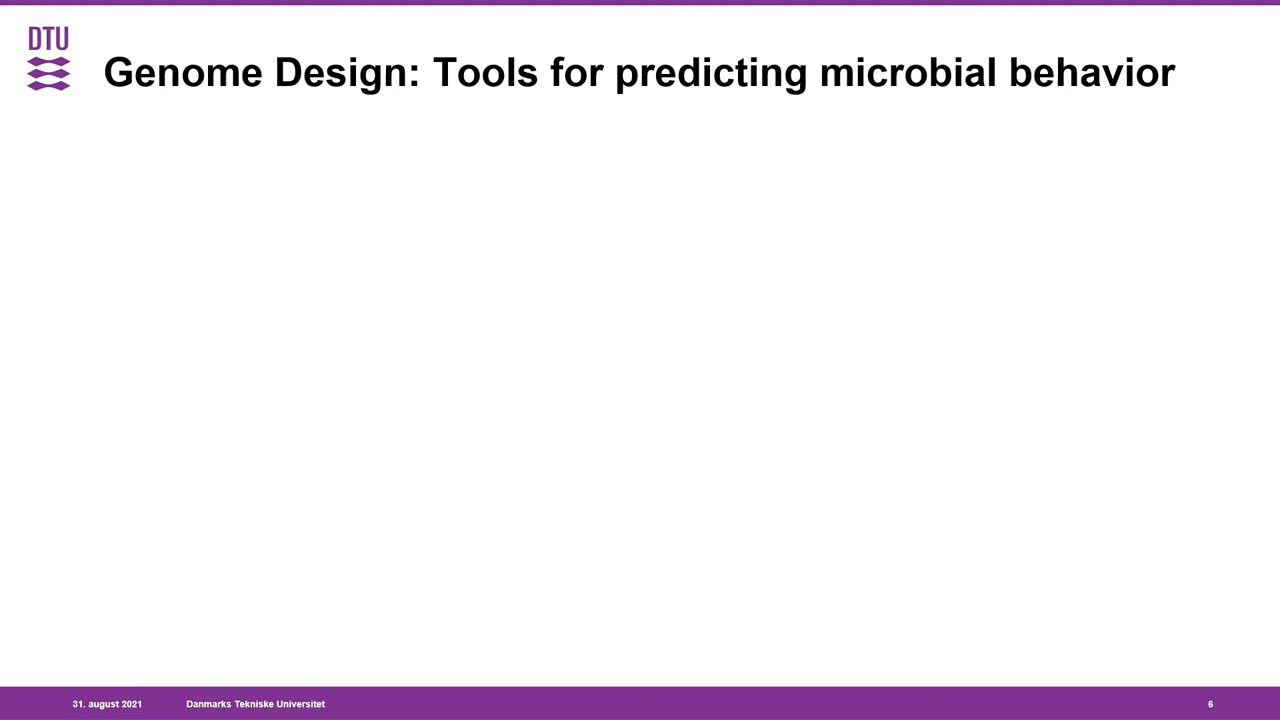 DTU
Genome Design: Tools for predicting microbial behavior
31. august 2021 Danmarks Tekniske Universitet 6